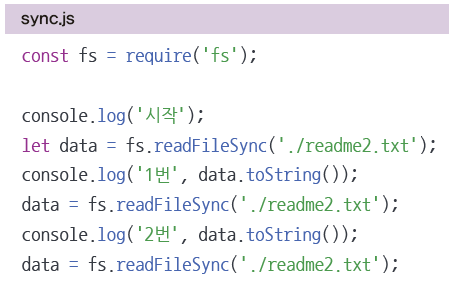 sync.js
const fs = require('fs');
console.log('시작');
let data = fs.readFileSync('./readme2.txt');
console.log('1번', data.toString());
data = fs.readFileSync('./readme2.txt');
console.log('2번', data.toString());
data = fs.readFileSync('./readme2.txt');